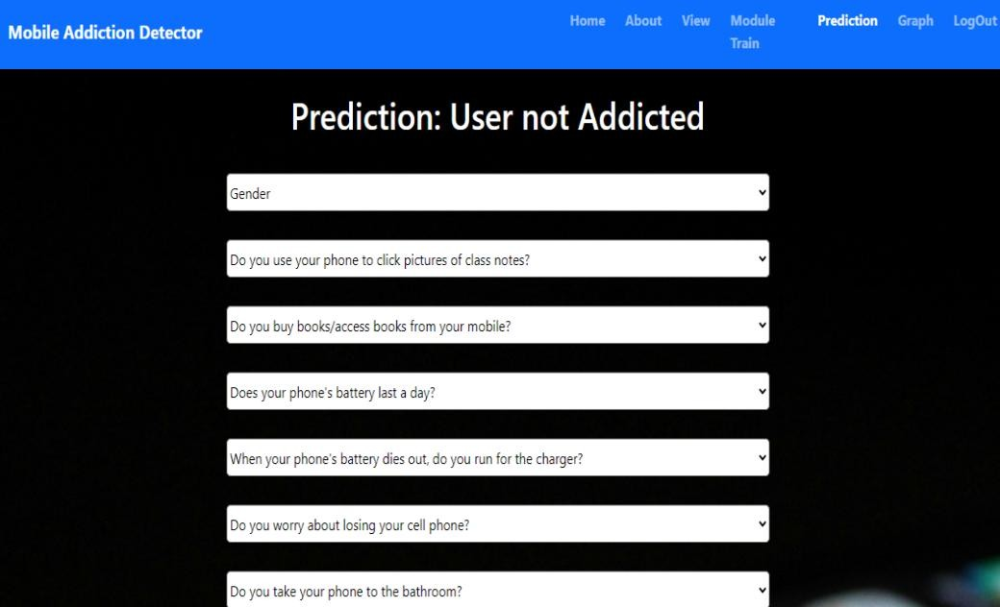 Mobile Addiction Detector
Home About View Module Train Prediction Graph LogOut
Prediction: User not Addicted
Gender
Do you use your phone to click pictures of class notes?
Do you buy books/access books from your mobile?
Does your phone's battery last a day?
When your phone's battery dies out, do you run for the charger?
Do you worry about losing your cell phone?
Do you take your phone to the bathroom?